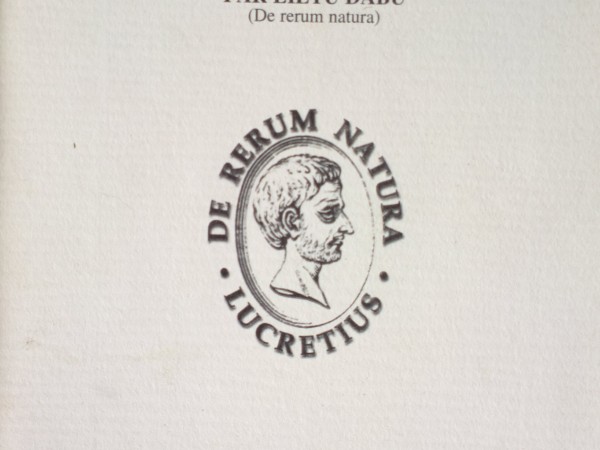 PAR LIETU DABU
(De rerum natura)
DE RERUM NATURA
• LUCRETIUS •